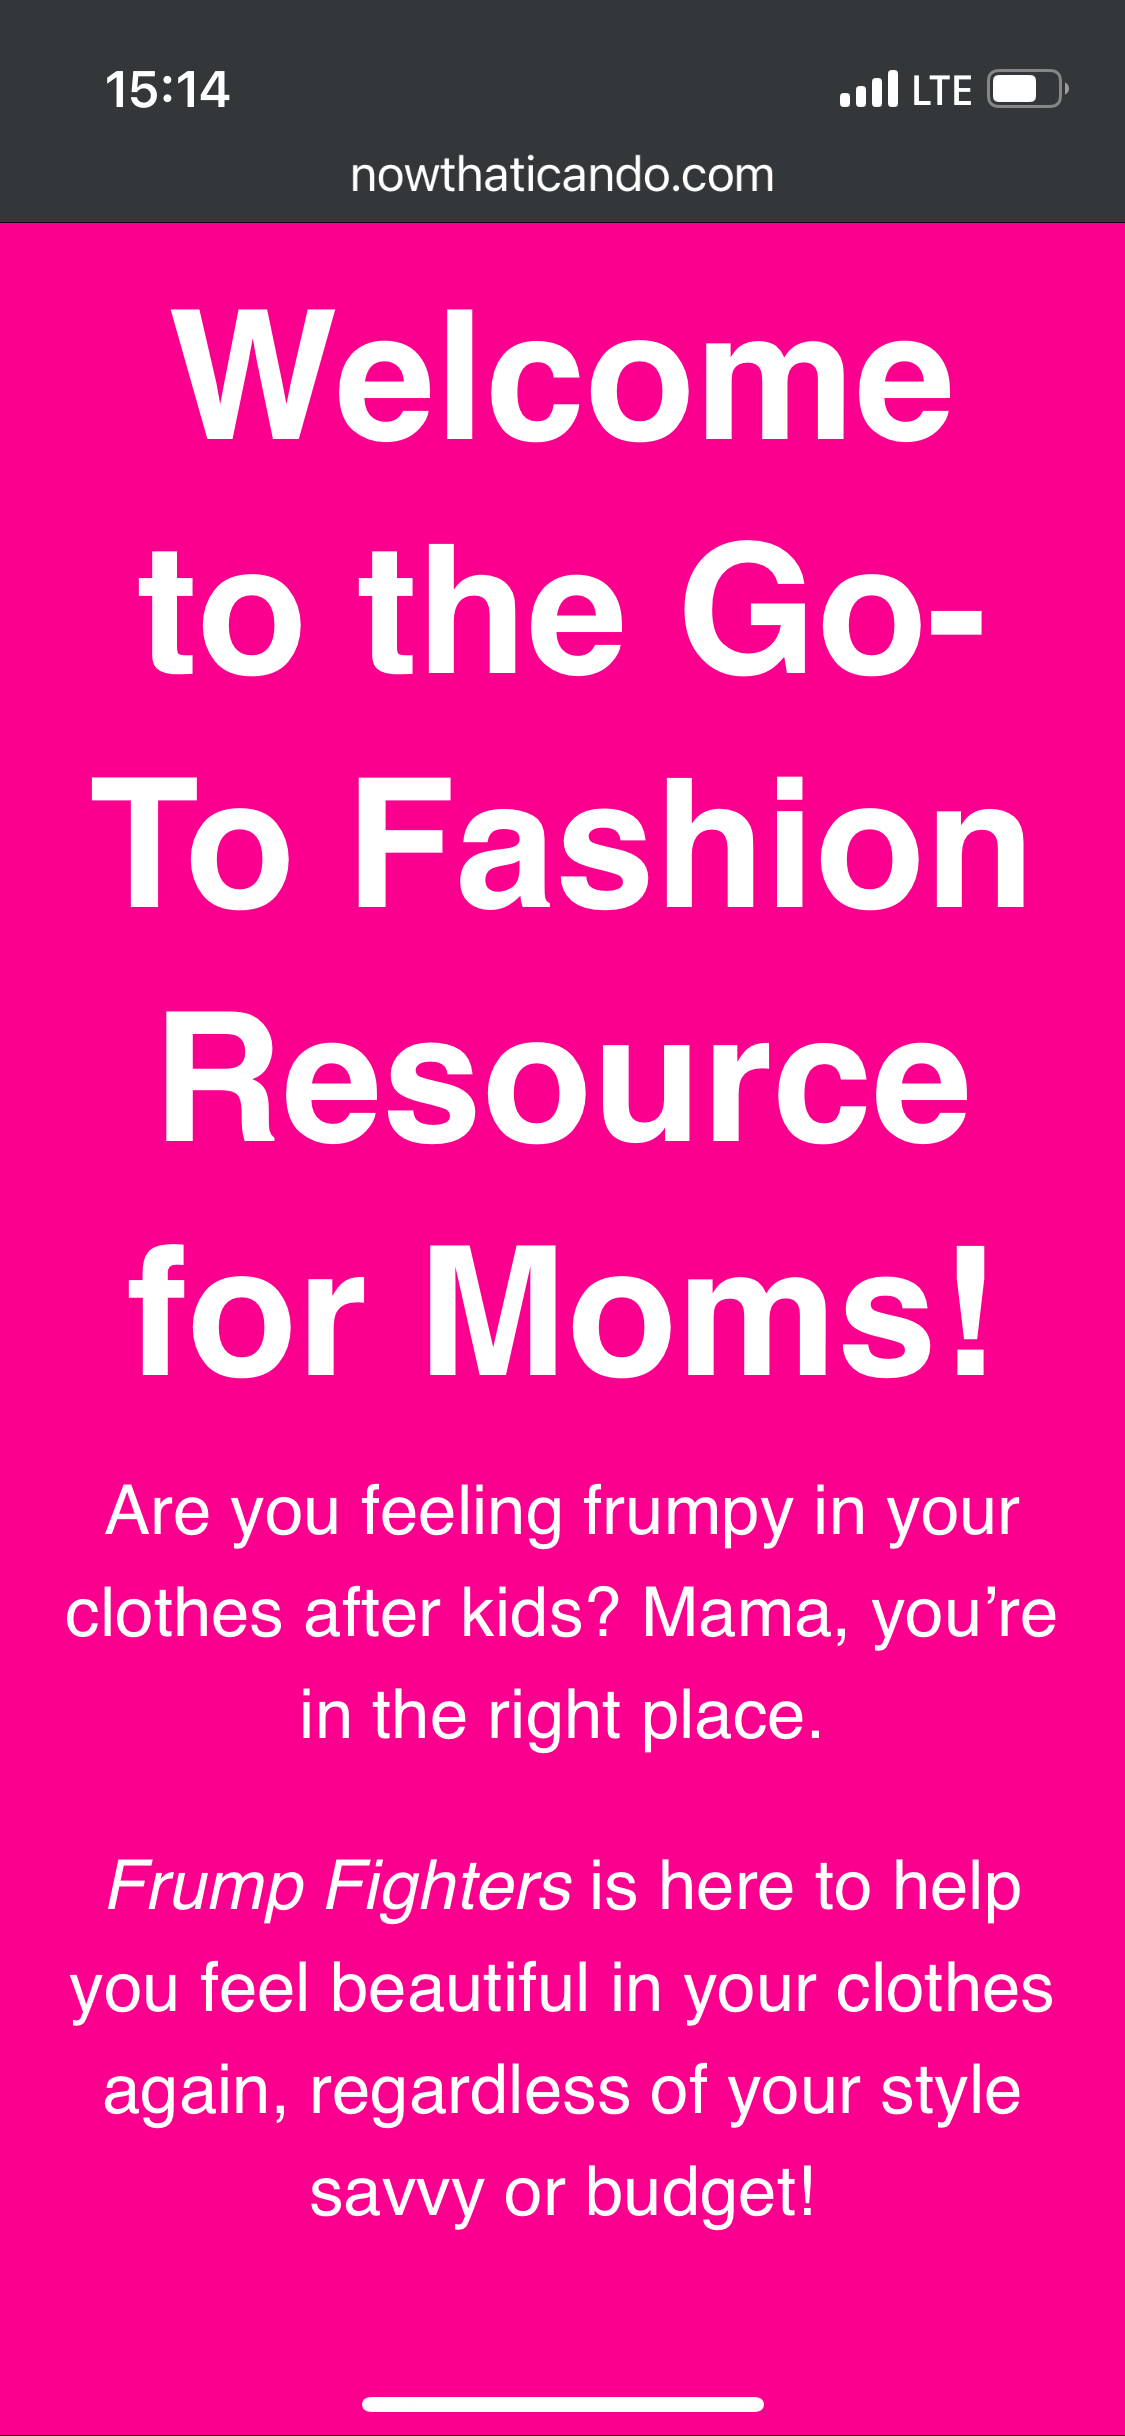 15:14 LTE
nowthaticando.com
Welcome
to the Go-
To Fashion
Resource
for Moms!
Are you feeling frumpy in your
clothes after kids? Mama, you’re
in the right place.
Frump Fighters is here to help
you feel beautiful in your clothes
again, regardless of your style
savvy or budget!